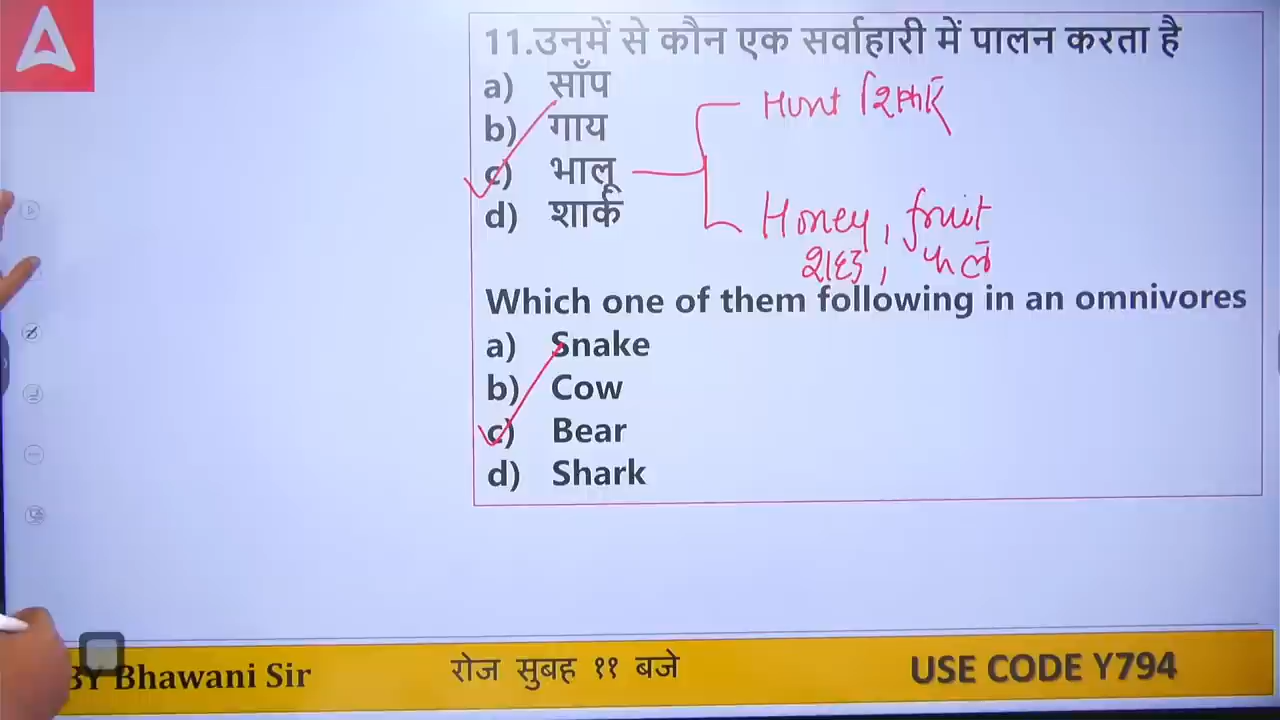 11.उनमें से कौन एक सर्वाहारी में पालन करता है
a) साँप
b) गाय
c) भालू
d) शार्क
Hunt शिकार
Honey, fruit
शहद, फल
Which one of them following in an omnivores
a) Snake
b) Cow
c) Bear
d) Shark
BY Bhawani Sir
रोज सुबह ११ बजे
USE CODE Y794